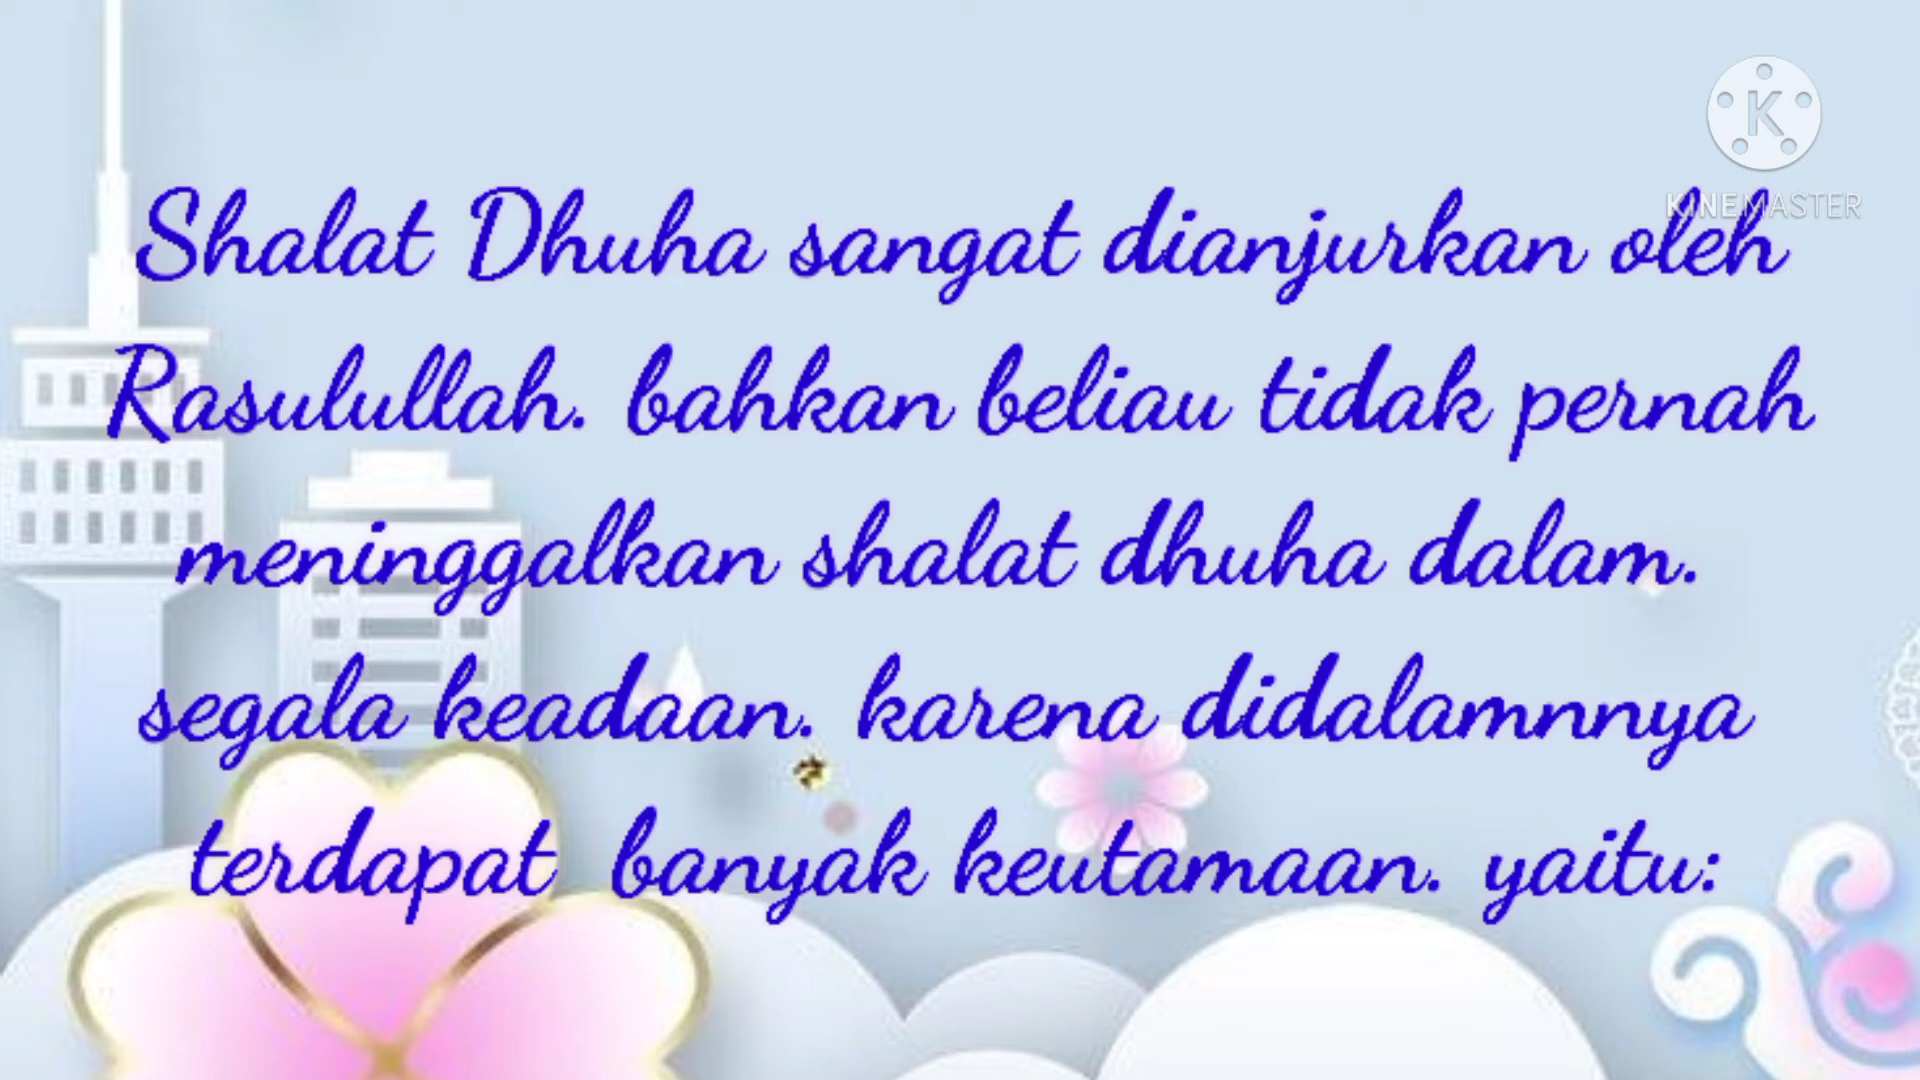 K
KINEMASTER
Shalat Dhuha sangat dianjurkan oleh
Rasulullah. bahkan beliau tidak pernah
meninggalkan shalat dhuha dalam.
segala keadaan. karena didalamnnya
terdapat  banyak keutamaan. yaitu: